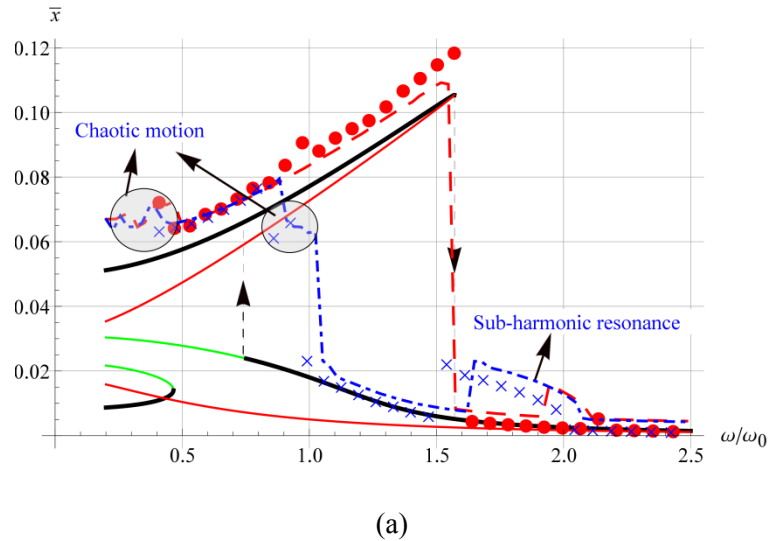 x̅
0.12
0.10
Chaotic motion
0.08
0.06
0.04
Sub-harmonic resonance
0.02
0.5
1.0
1.5
2.0
2.5
ω/ω₀
(a)